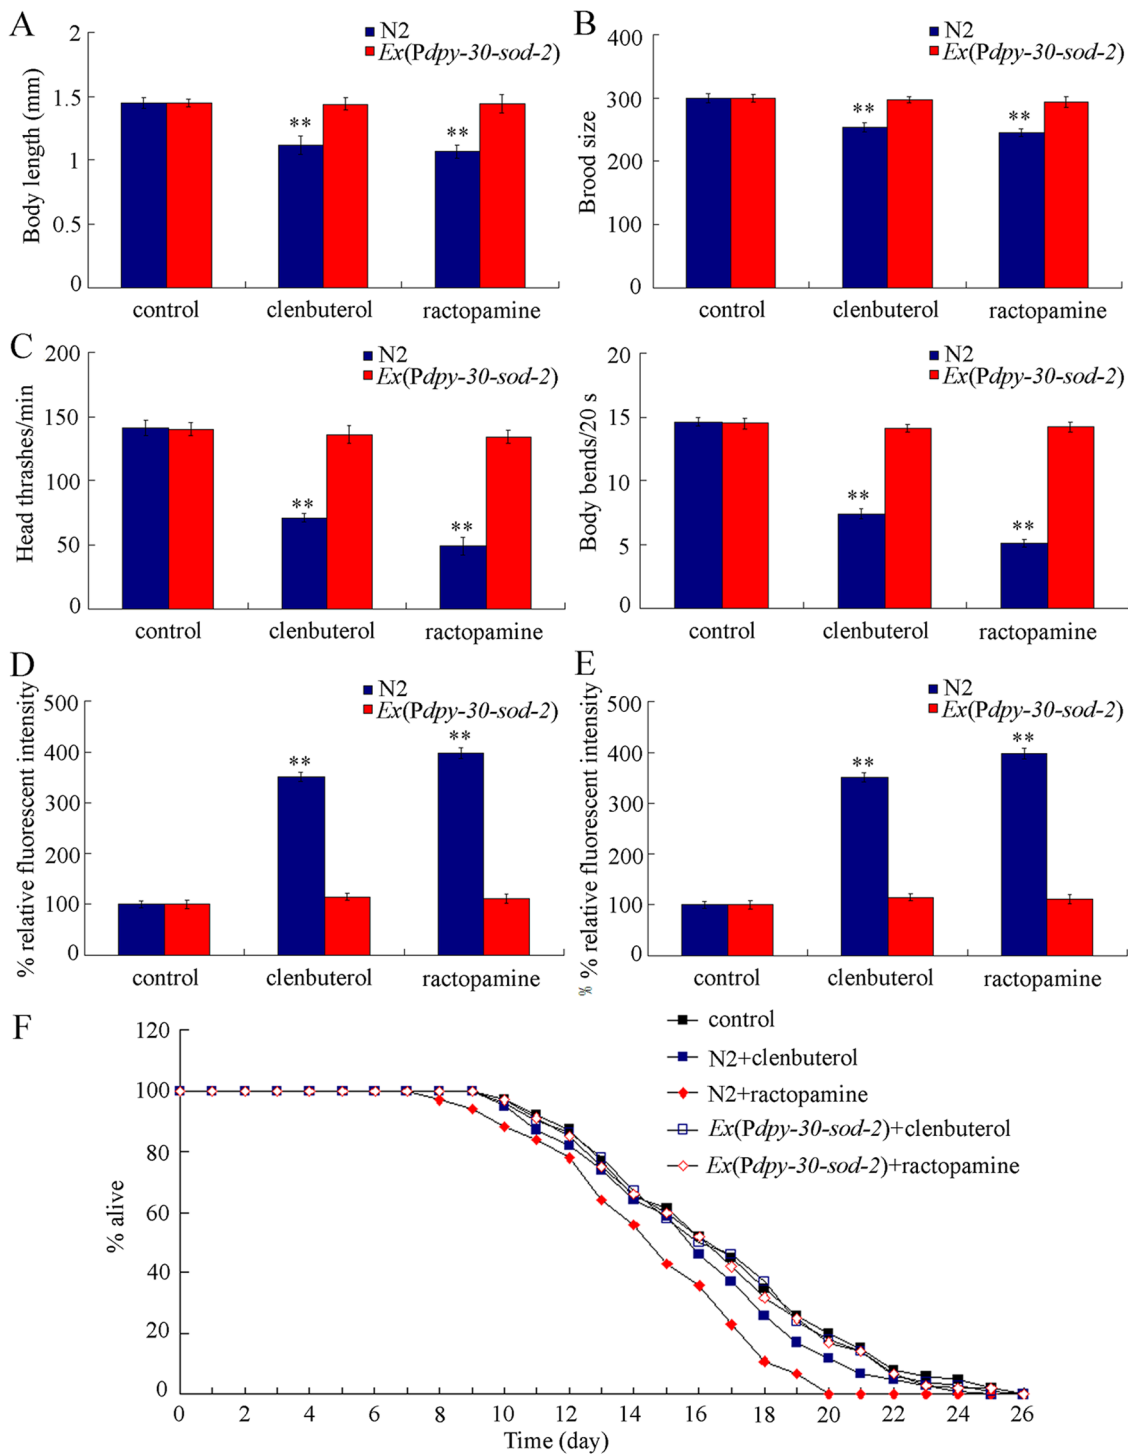 A
N2
Ex(Pdpy-30-sod-2)
Body length (mm)
2
1.5
1
0.5
0
**
**
control
clenbuterol
ractopamine
B
N2
Ex(Pdpy-30-sod-2)
Brood size
400
300
200
100
0
**
**
control
clenbuterol
ractopamine
C
N2
Ex(Pdpy-30-sod-2)
Head thrashes/min
200
150
100
50
0
**
**
control
clenbuterol
ractopamine
N2
Ex(Pdpy-30-sod-2)
Body bends/20 s
20
15
10
5
0
**
**
control
clenbuterol
ractopamine
D
N2
Ex(Pdpy-30-sod-2)
% relative fluorescent intensity
500
400
300
200
100
0
**
**
control
clenbuterol
ractopamine
E
N2
Ex(Pdpy-30-sod-2)
% % relative fluorescent intensity
500
400
300
200
100
0
**
**
control
clenbuterol
ractopamine
F
control
N2+clenbuterol
N2+ractopamine
Ex(Pdpy-30-sod-2)+clenbuterol
Ex(Pdpy-30-sod-2)+ractopamine
% alive
120
100
80
60
40
20
0
0 2 4 6 8 10 12 14 16 18 20 22 24 26
Time (day)